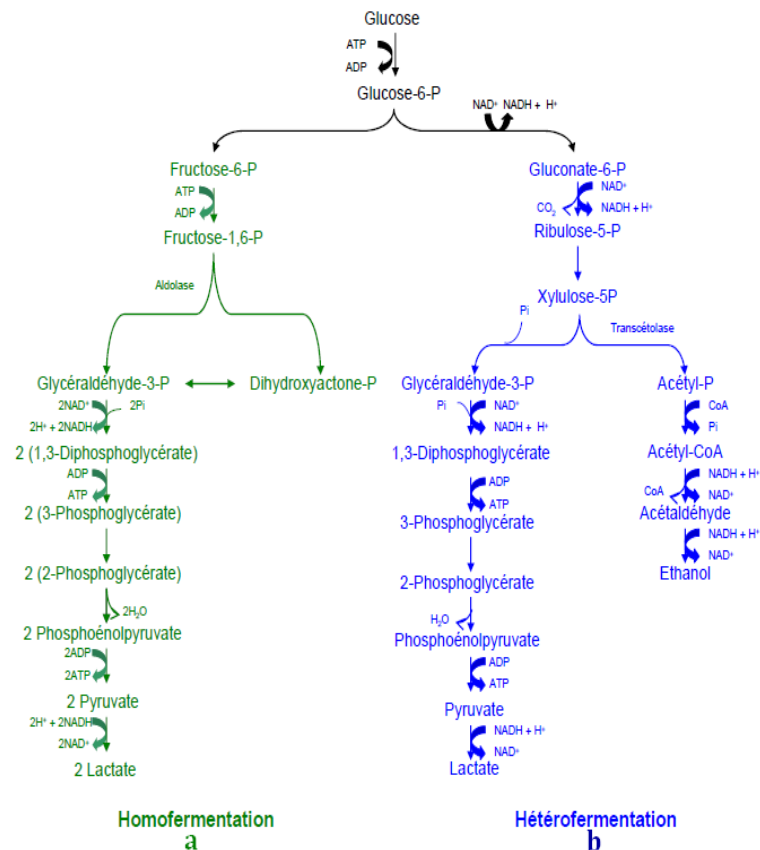 Glucose
ATP
ADP
Glucose-6-P
NAD⁺ NADH + H⁺
Fructose-6-P
ATP
ADP
Fructose-1,6-P
Aldolase
Glycéraldéhyde-3-P
Dihydroxyactone-P
2NAD⁺
2Pi
2H⁺ + 2NADH
2 (1,3-Diphosphoglycérate)
ADP
ATP
2 (3-Phosphoglycérate)
2 (2-Phosphoglycérate)
2H₂O
2 Phosphoénolpyruvate
2ADP
2ATP
2 Pyruvate
2H⁺ + 2NADH
2NAD⁺
2 Lactate
Homofermentation
a
Gluconate-6-P
NAD⁺
CO₂
NADH + H⁺
Ribulose-5-P
Xylulose-5P
Pi
Transcétolase
Glycéraldéhyde-3-P
Pi
NAD⁺
NADH + H⁺
1,3-Diphosphoglycérate
ADP
ATP
3-Phosphoglycérate
2-Phosphoglycérate
H₂O
Phosphoénolpyruvate
ADP
ATP
Pyruvate
NADH + H⁺
NAD⁺
Lactate
Acétyl-P
CoA
Pi
Acétyl-CoA
NADH + H⁺
CoA
NAD⁺
Acétaldéhyde
NADH + H⁺
NAD⁺
Ethanol
Hétérofermentation
b